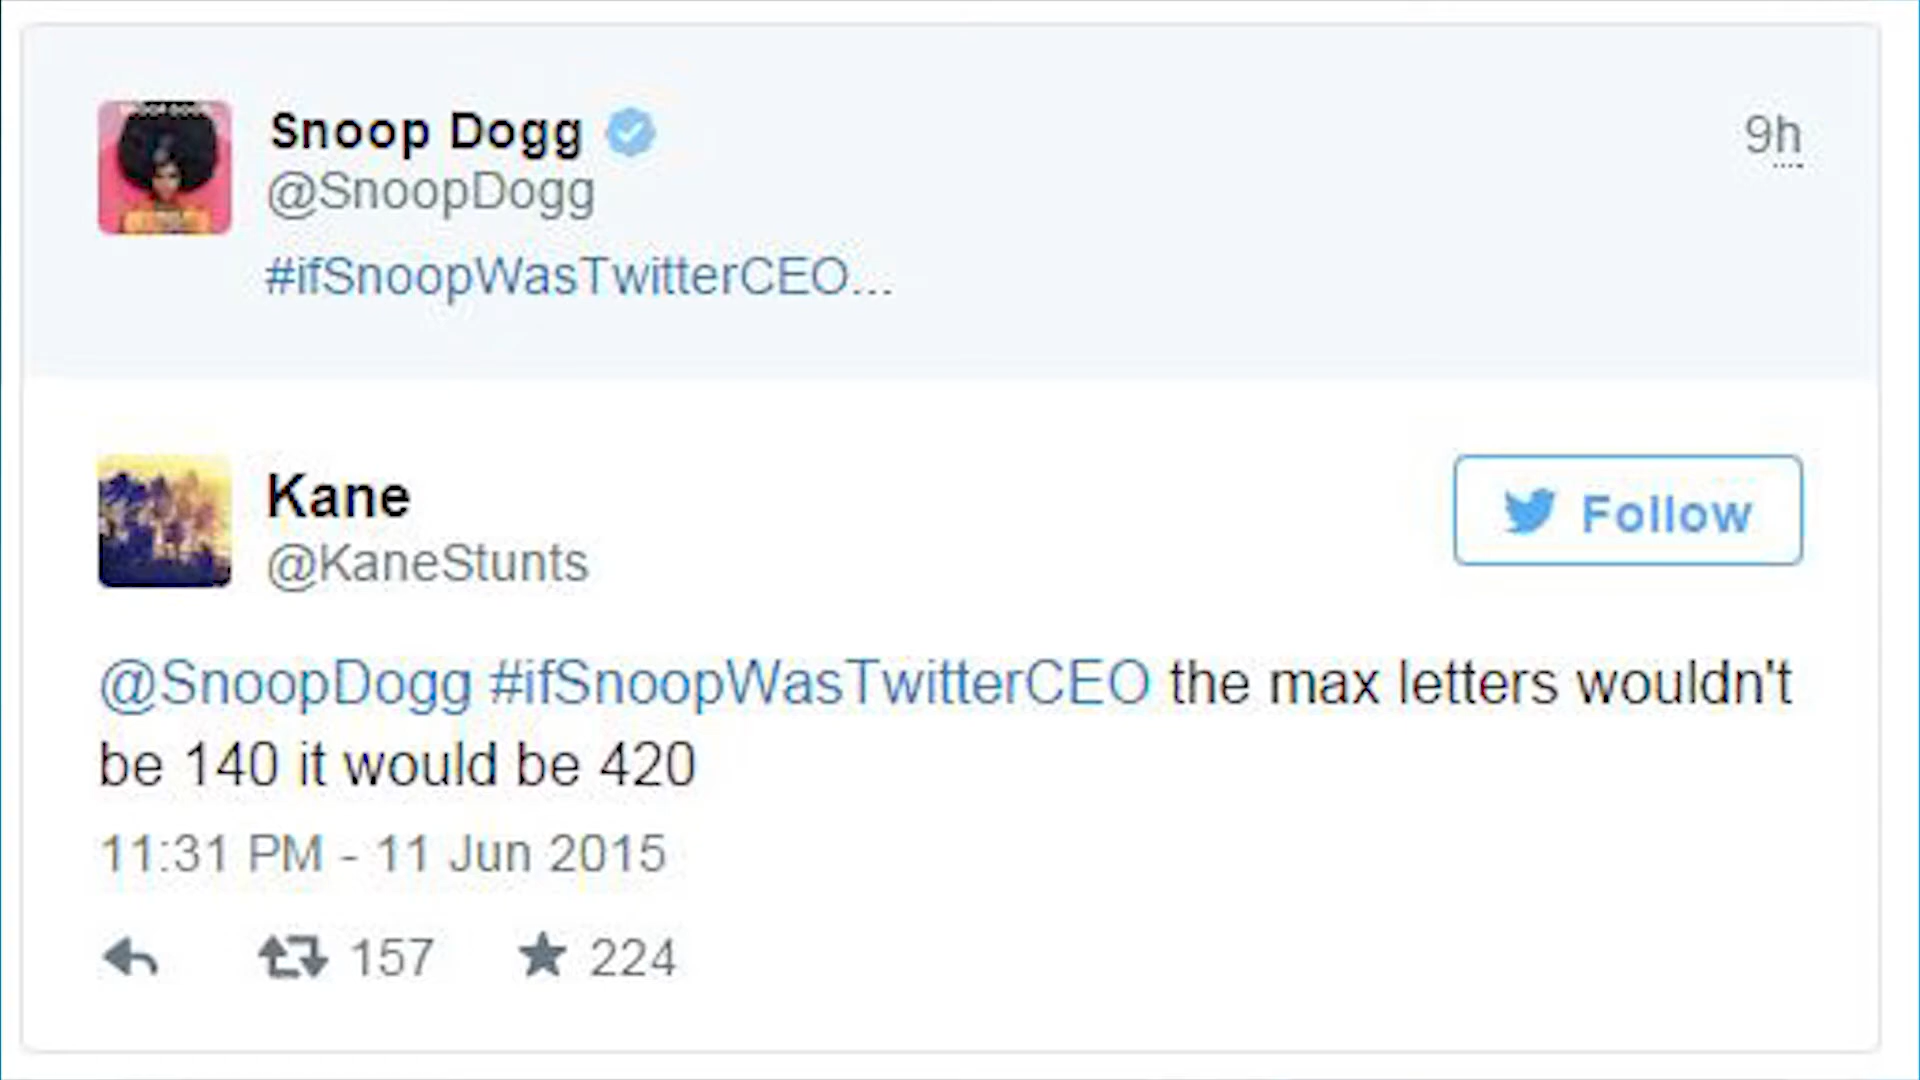 Snoop Dogg
9h
@SnoopDogg
#ifSnoopWasTwitterCEO...
Kane
@KaneStunts
Follow
@SnoopDogg #ifSnoopWasTwitterCEO the max letters wouldn't
be 140 it would be 420
11:31 PM - 11 Jun 2015
157 224